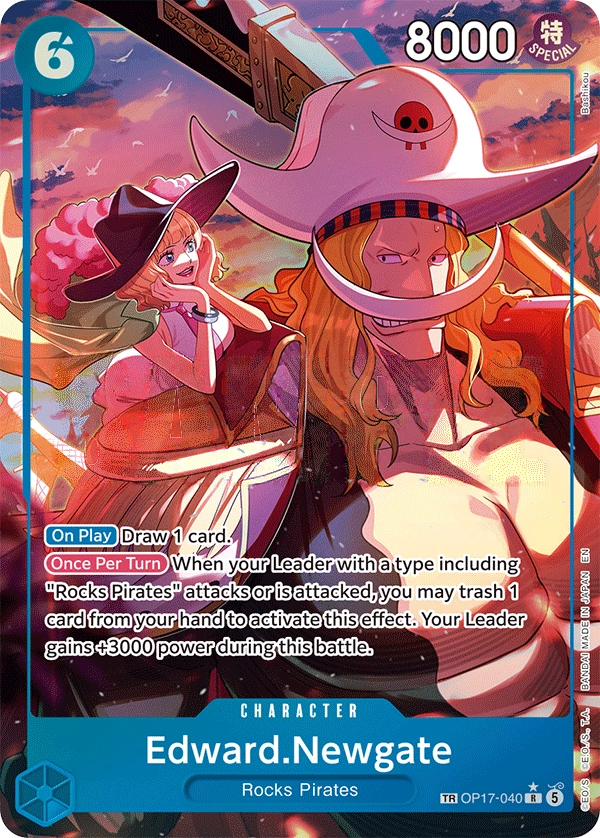 6
8000
特
SPECIAL
Bashikou
On Play Draw 1 card.
Once Per Turn When your Leader with a type including
"Rocks Pirates" attacks or is attacked, you may trash 1
card from your hand to activate this effect. Your Leader
gains +3000 power during this battle.
CHARACTER
Edward.Newgate
Rocks Pirates
TR OP17-040 R 5
©E.O./S. ©E.O./S., T.A. BANDAI MADE IN JAPAN EN